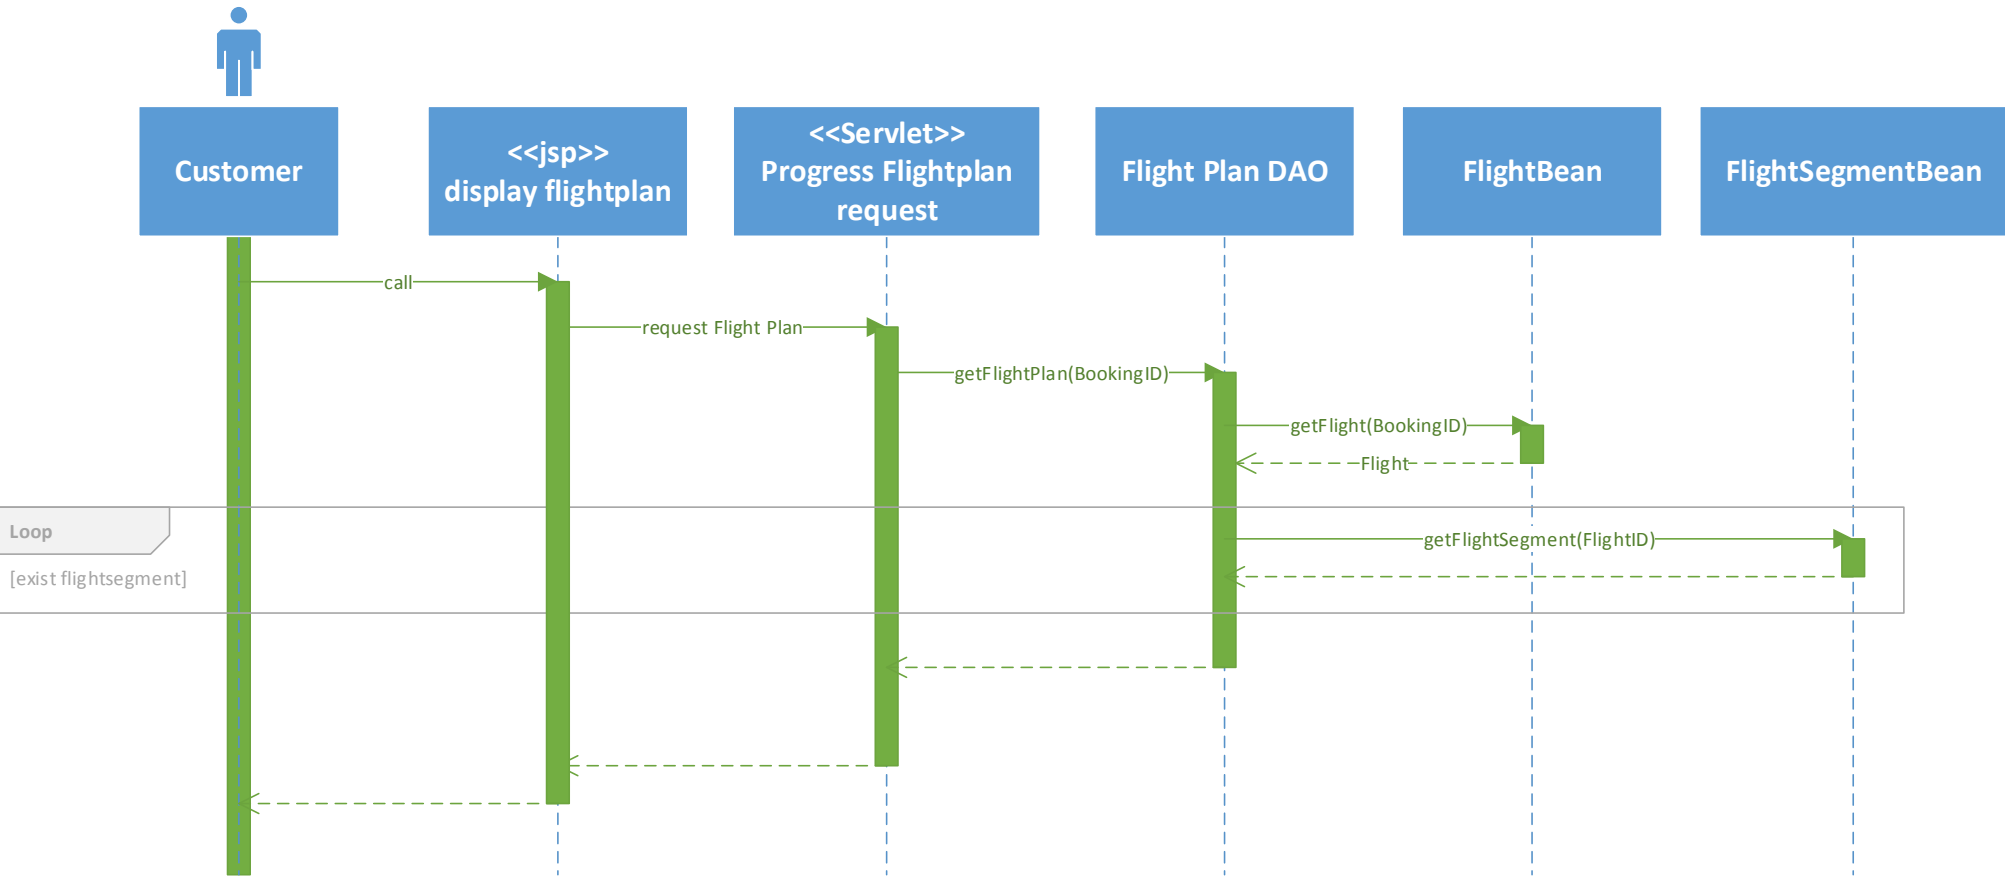 Customer
<<jsp>>
display flightplan
<<Servlet>>
Progress Flightplan
request
Flight Plan DAO
FlightBean
FlightSegmentBean
call
request Flight Plan
getFlightPlan(BookingID)
getFlight(BookingID)
Flight
Loop
getFlightSegment(FlightID)
[exist flightsegment]